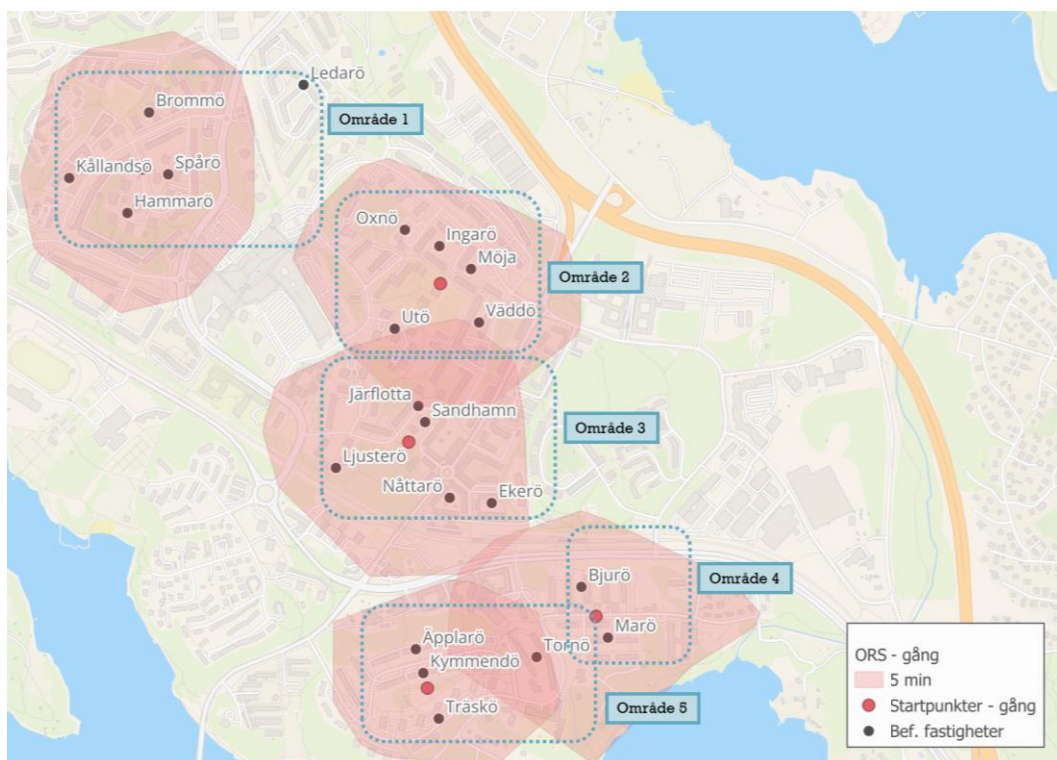 Ledarö
Brommö
Område 1
Kållandsö
Spårö
Hammarö
Oxnö
Ingarö
Möja
Område 2
Utö
Väddö
Järflotta
Sandhamn
Område 3
Ljusterö
Nåttarö
Ekerö
Bjurö
Område 4
Marö
Äpplarö
Tornö
Kymmendö
Träskö
Område 5
ORS - gång
5 min
Startpunkter - gång
Bef. fastigheter